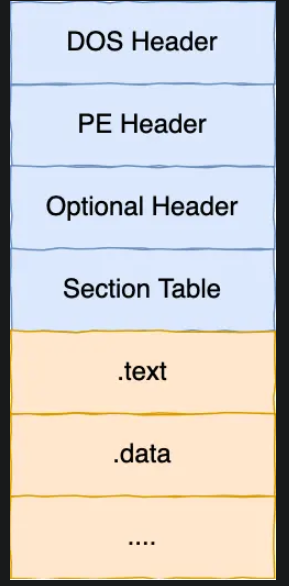 DOS Header
PE Header
Optional Header
Section Table
.text
.data
....